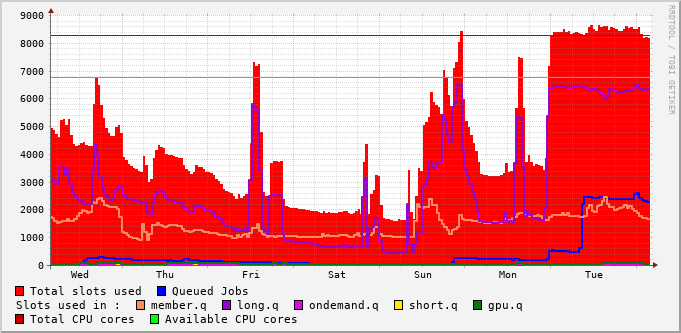 RRDTOOL / TOBI OETIKER
9000
8000
7000
6000
5000
4000
3000
2000
1000
0
Wed Thu Fri Sat Sun Mon Tue
Total slots used Queued Jobs
Slots used in : member.q long.q ondemand.q short.q gpu.q
Total CPU cores Available CPU cores